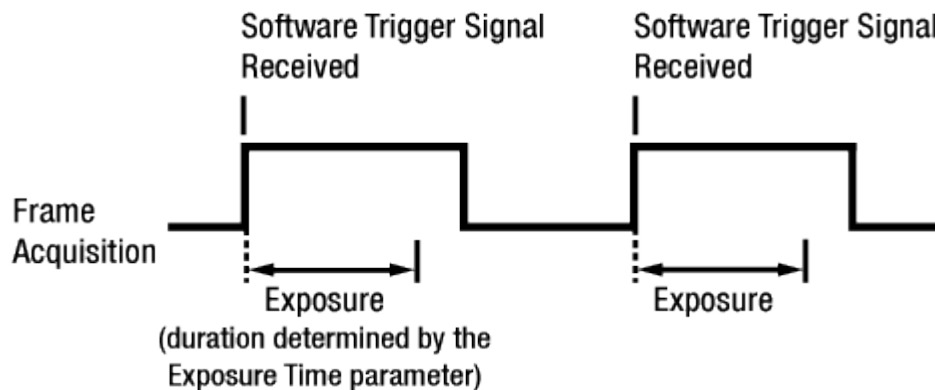 Software Trigger Signal
Received
Software Trigger Signal
Received
Frame
Acquisition
Exposure
(duration determined by the
Exposure Time parameter)
Exposure